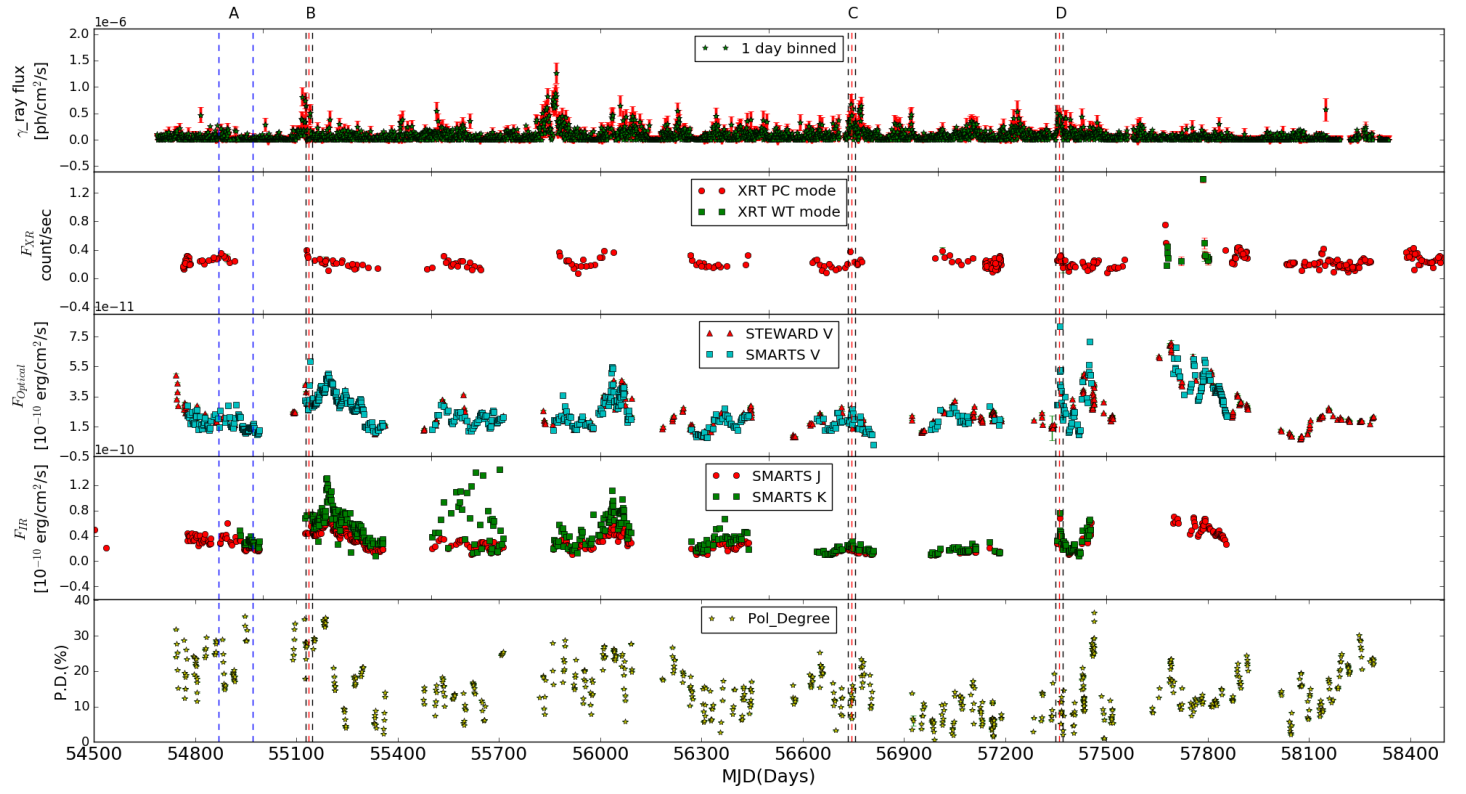 A B C D
1e−6
2.0
1.5
1.0
0.5
0.0
−0.5
γ_ray flux
[ph/cm²/s]
1 day binned
1.2
0.8
0.4
0.0
−0.4
F_XR
count/sec
XRT PC mode
XRT WT mode
1e−11
7.5
5.5
3.5
1.5
−0.5
F_Optical
[10⁻¹⁰ erg/cm²/s]
STEWARD V
SMARTS V
1e−10
1.2
0.8
0.4
0.0
−0.4
F_IR
[10⁻¹⁰ erg/cm²/s]
SMARTS J
SMARTS K
40
30
20
10
0
P.D.(%)
Pol_Degree
54500 54800 55100 55400 55700 56000 56300 56600 56900 57200 57500 57800 58100 58400
MJD(Days)